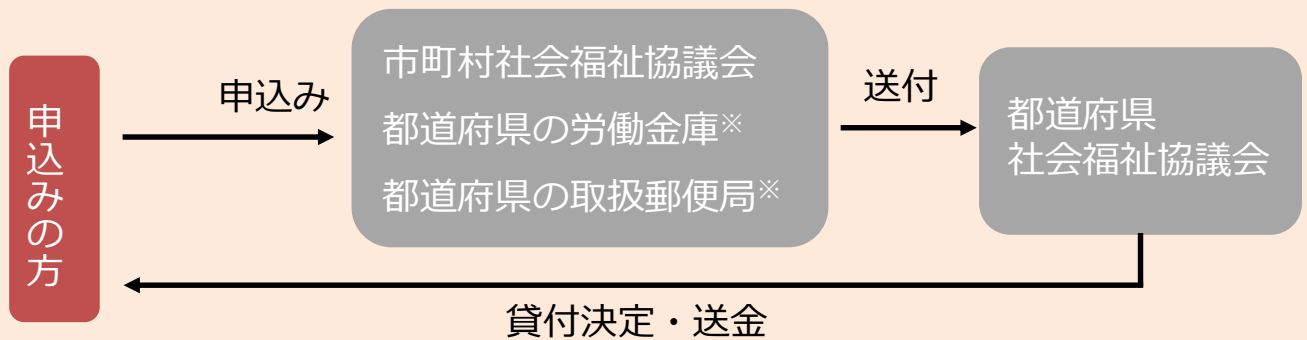 申込みの方
申込み
市町村社会福祉協議会
都道府県の労働金庫※
都道府県の取扱郵便局※
送付
都道府県
社会福祉協議会
貸付決定・送金